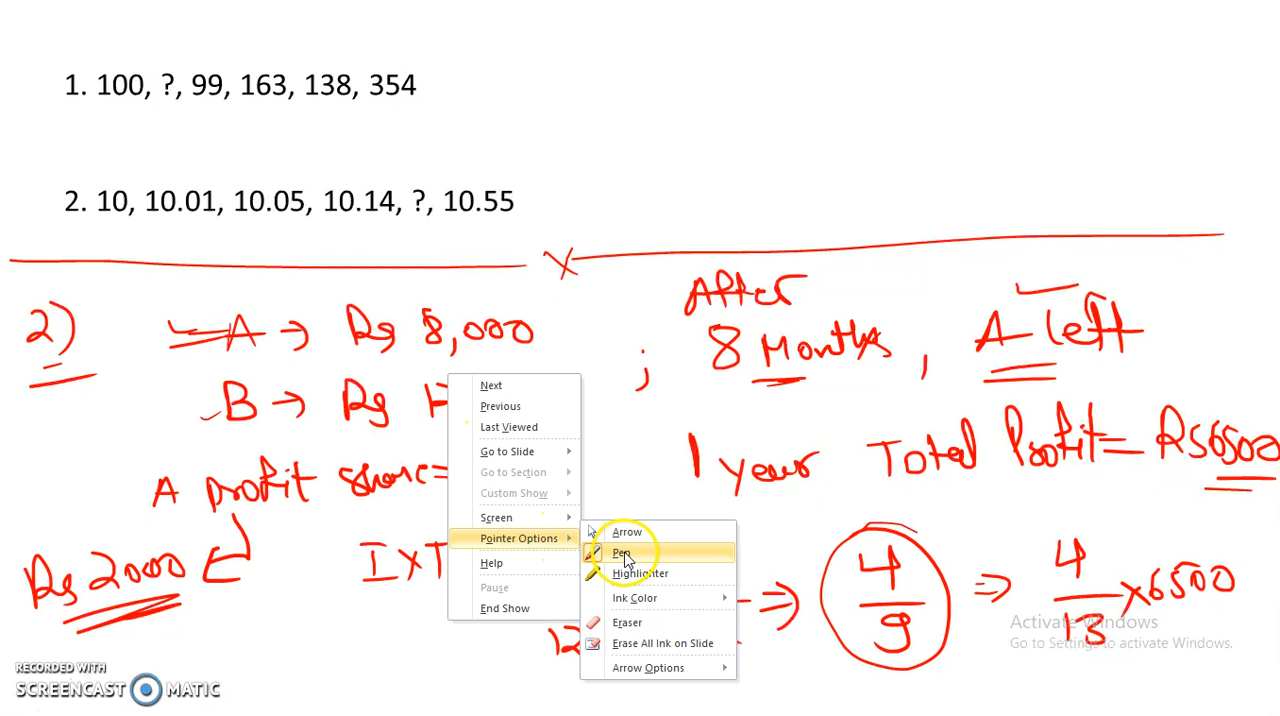 1. 100, ?, 99, 163, 138, 354
2. 10, 10.01, 10.05, 10.14, ?, 10.55
2) A → Rs 8,000
B → Rs
After
8 Months, A left
;
1 year Total Profit = Rs 6500
A profit share =
Rs 2000
I×T
12
⇒ 4/9 ⇒ 4/13 × 6500
Next
Previous
Last Viewed
Go to Slide
Go to Section
Custom Show
Screen
Pointer Options
Help
Pause
End Show
Arrow
Pen
Highlighter
Ink Color
Eraser
Erase All Ink on Slide
Arrow Options
Activate Windows
Go to Settings to activate Windows.
RECORDED WITH
SCREENCAST MATIC